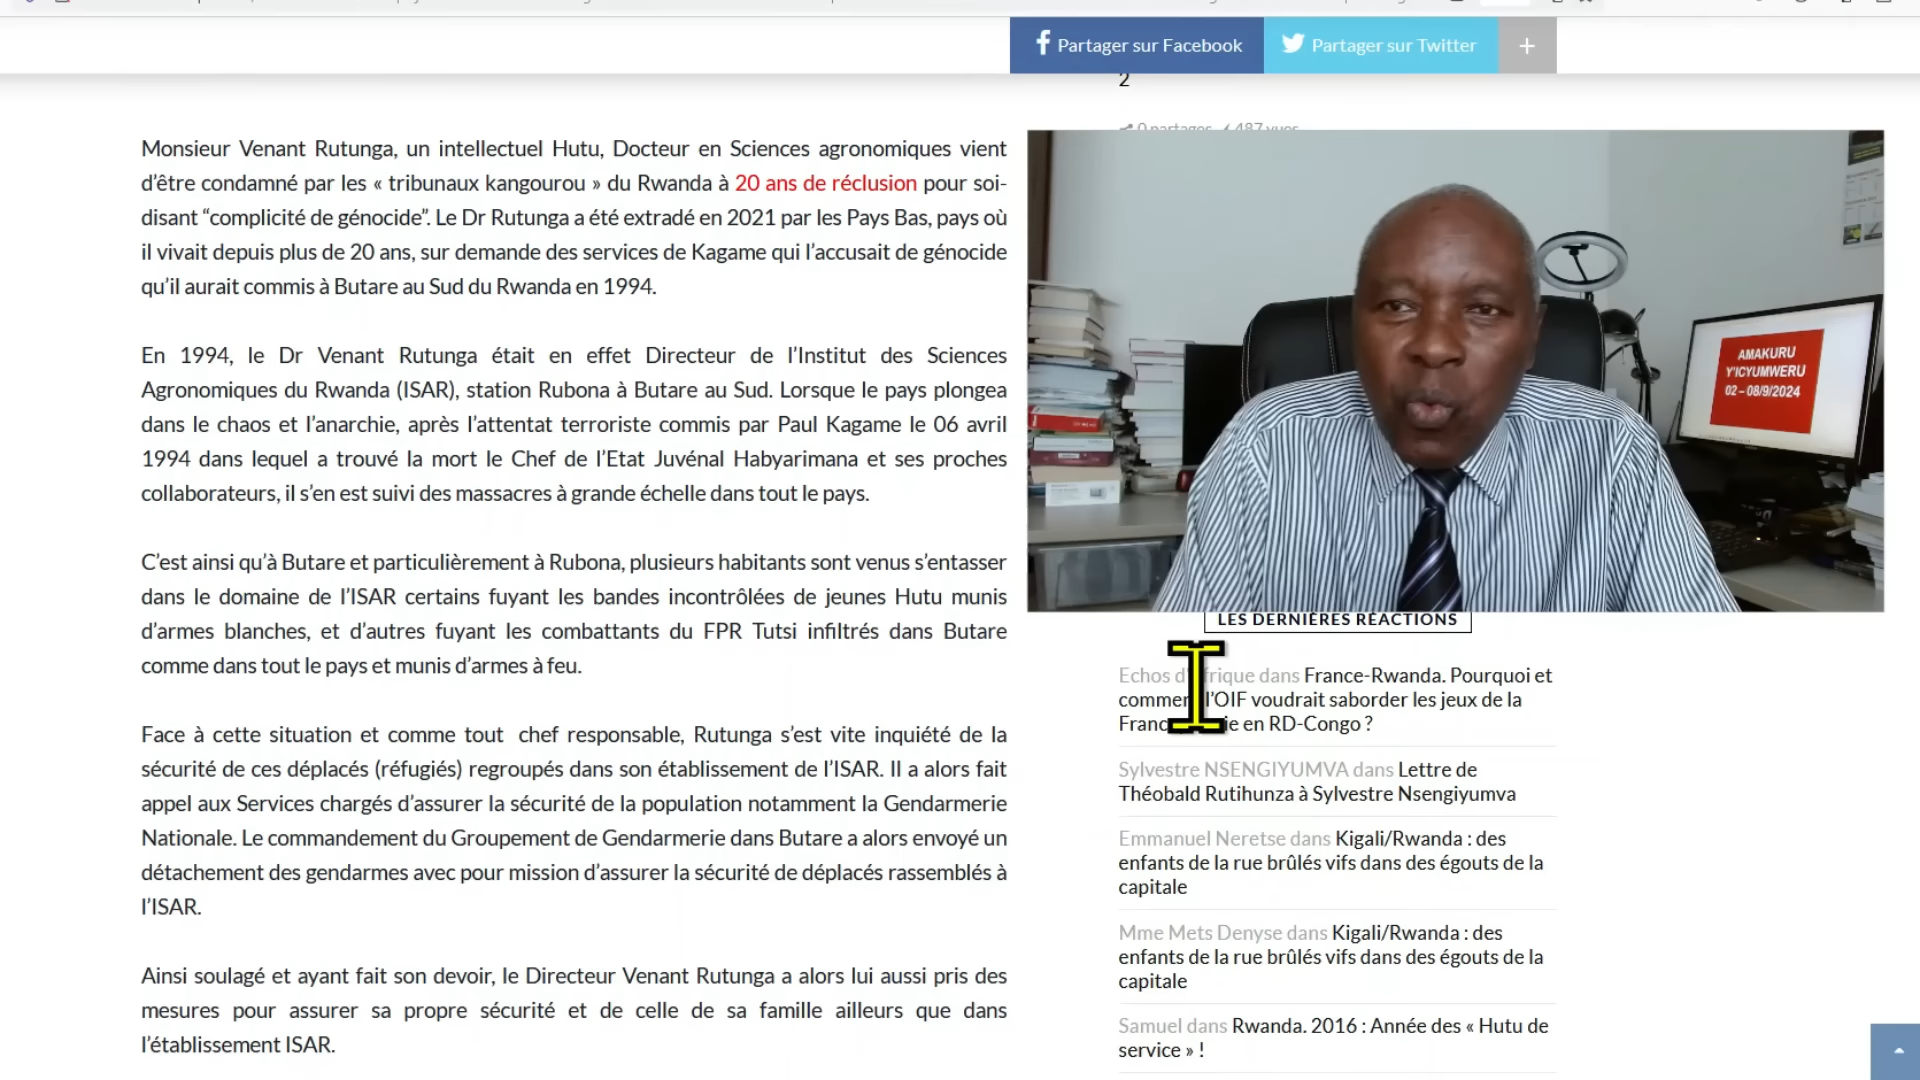 Partager sur Facebook
Partager sur Twitter
+
2
0 partages
487 vues
Monsieur Venant Rutunga, un intellectuel Hutu, Docteur en Sciences agronomiques vient
d’être condamné par les « tribunaux kangourou » du Rwanda à 20 ans de réclusion pour soi-
disant “complicité de génocide”. Le Dr Rutunga a été extradé en 2021 par les Pays Bas, pays où
il vivait depuis plus de 20 ans, sur demande des services de Kagame qui l’accusait de génocide
qu’il aurait commis à Butare au Sud du Rwanda en 1994.
En 1994, le Dr Venant Rutunga était en effet Directeur de l’Institut des Sciences
Agronomiques du Rwanda (ISAR), station Rubona à Butare au Sud. Lorsque le pays plongea
dans le chaos et l’anarchie, après l’attentat terroriste commis par Paul Kagame le 06 avril
1994 dans lequel a trouvé la mort le Chef de l’Etat Juvénal Habyarimana et ses proches
collaborateurs, il s’en est suivi des massacres à grande échelle dans tout le pays.
C’est ainsi qu’à Butare et particulièrement à Rubona, plusieurs habitants sont venus s’entasser
dans le domaine de l’ISAR certains fuyant les bandes incontrôlées de jeunes Hutu munis
d’armes blanches, et d’autres fuyant les combattants du FPR Tutsi infiltrés dans Butare
comme dans tout le pays et munis d’armes à feu.
Face à cette situation et comme tout chef responsable, Rutunga s’est vite inquiété de la
sécurité de ces déplacés (réfugiés) regroupés dans son établissement de l’ISAR. Il a alors fait
appel aux Services chargés d’assurer la sécurité de la population notamment la Gendarmerie
Nationale. Le commandement du Groupement de Gendarmerie dans Butare a alors envoyé un
détachement des gendarmes avec pour mission d’assurer la sécurité de déplacés rassemblés à
l’ISAR.
Ainsi soulagé et ayant fait son devoir, le Directeur Venant Rutunga a alors lui aussi pris des
mesures pour assurer sa propre sécurité et de celle de sa famille ailleurs que dans
l’établissement ISAR.
AMAKURU
Y’ICYUMWERU
02 – 08/9/2024
LES DERNIÈRES RÉACTIONS
Echos dans France-Rwanda. Pourquoi et
l’OIF voudrait saborder les jeux de la
en RD-Congo ?
Sylvestre NSENGIYUMVA dans Lettre de
Théobald Rutihunza à Sylvestre Nsengiyumva
Emmanuel Neretse dans Kigali/Rwanda : des
enfants de la rue brûlés vifs dans des égouts de la
capitale
Mme Mets Denyse dans Kigali/Rwanda : des
enfants de la rue brûlés vifs dans des égouts de la
capitale
Samuel dans Rwanda. 2016 : Année des « Hutu de
service » !